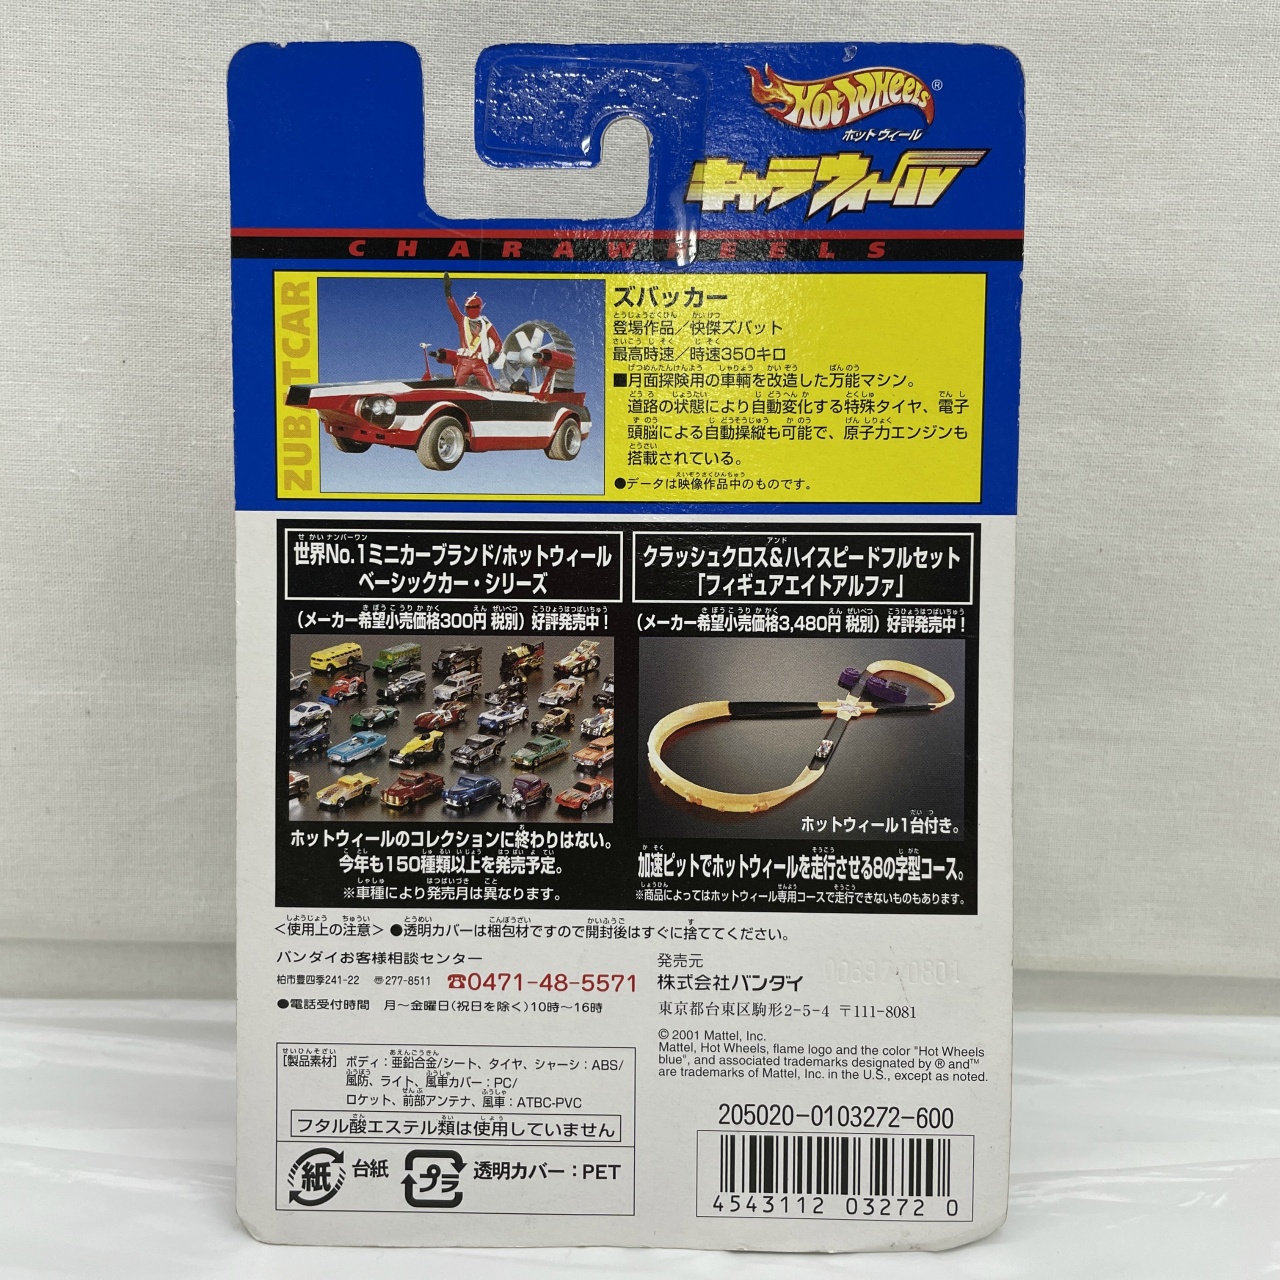 HOT WHEELS®
ホットウィール
キャラウィール
CHARAWHEELS
ZUBATCAR
ズバッカー
登場作品／快傑ズバット
最高時速／時速350キロ
■月面探険用の車輌を改造した万能マシン。
道路の状態により自動変化する特殊タイヤ、電子
頭脳による自動操縦も可能で、原子力エンジンも
搭載されている。
●データは映像作品中のものです。
世界No.1ミニカーブランド/ホットウィール
ベーシックカー・シリーズ
（メーカー希望小売価格300円 税別）好評発売中！
ホットウィールのコレクションに終わりはない。
今年も150種類以上を発売予定。
※車種により発売月は異なります。
クラッシュクロス&ハイスピードフルセット
「フィギュアエイトアルファ」
（メーカー希望小売価格3,480円 税別）好評発売中！
ホットウィール1台付き。
加速ピットでホットウィールを走行させる8の字型コース。
※商品によってはホットウィール専用コースで走行できないものもあります。
＜使用上の注意＞ ●透明カバーは梱包材ですので開封後はすぐに捨ててください。
バンダイお客様相談センター
柏市豊四季241-22 〒277-8511 ☎0471-48-5571
●電話受付時間 月～金曜日(祝日を除く)10時～16時
発売元
株式会社バンダイ
東京都台東区駒形2-5-4 〒111-8081
© 2001 Mattel, Inc.
Mattel, Hot Wheels, flame logo and the color "Hot Wheels
blue", and associated trademarks designated by ® and™
are trademarks of Mattel, Inc. in the U.S., except as noted.
[製品素材] ボディ：亜鉛合金/シート、タイヤ、シャーシ：ABS/
風防、ライト、風車カバー：PC/
ロケット、前部アンテナ、風車：ATBC-PVC
フタル酸エステル類は使用していません
紙 台紙 プラ 透明カバー：PET
205020-0103272-600
4543112 03272 0